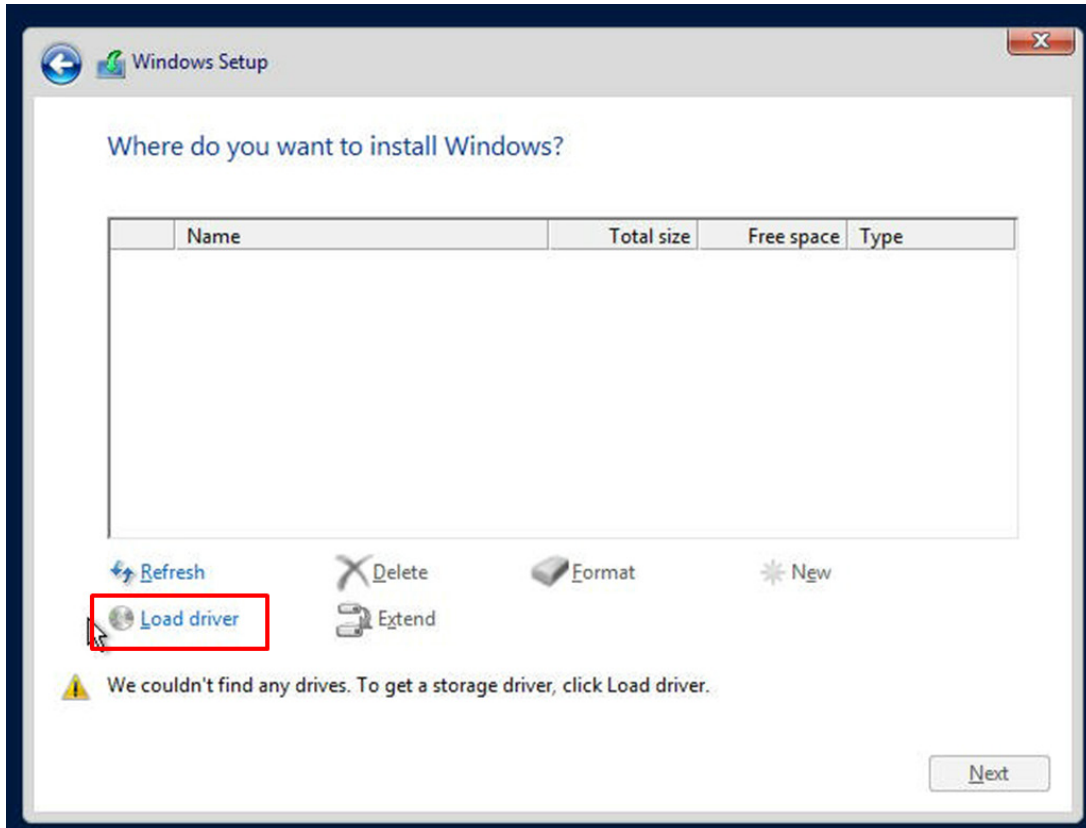 Windows Setup
Where do you want to install Windows?
Name Total size Free space Type
Refresh Delete Format New
Load driver Extend
We couldn't find any drives. To get a storage driver, click Load driver.
Next